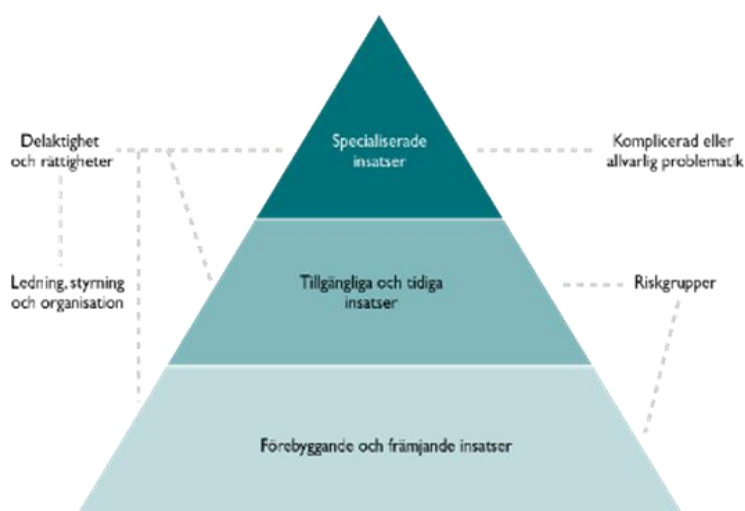 Delaktighet
och rättigheter
Specialiserade
insatser
Komplicerad eller
allvarlig problematik
Ledning, styrning
och organisation
Tillgängliga och tidiga
insatser
Riskgrupper
Förebyggande och främjande insatser